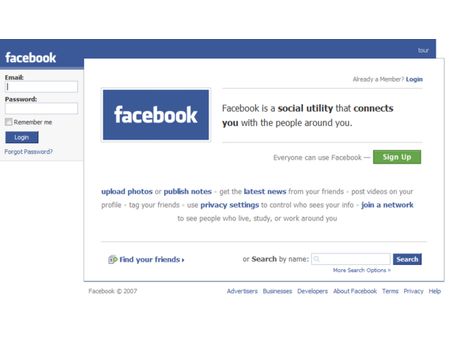 facebook
tour
Email:
Password:
Remember me
Login
Forgot Password?
Already a Member? Login
facebook
Facebook is a social utility that connects
you with the people around you.
Everyone can use Facebook — Sign Up
upload photos or publish notes - get the latest news from your friends - post videos on your
profile - tag your friends - use privacy settings to control who sees your info - join a network
to see people who live, study, or work around you
Find your friends
or Search by name: Search
More Search Options »
Facebook © 2007 Advertisers Businesses Developers About Facebook Terms Privacy Help